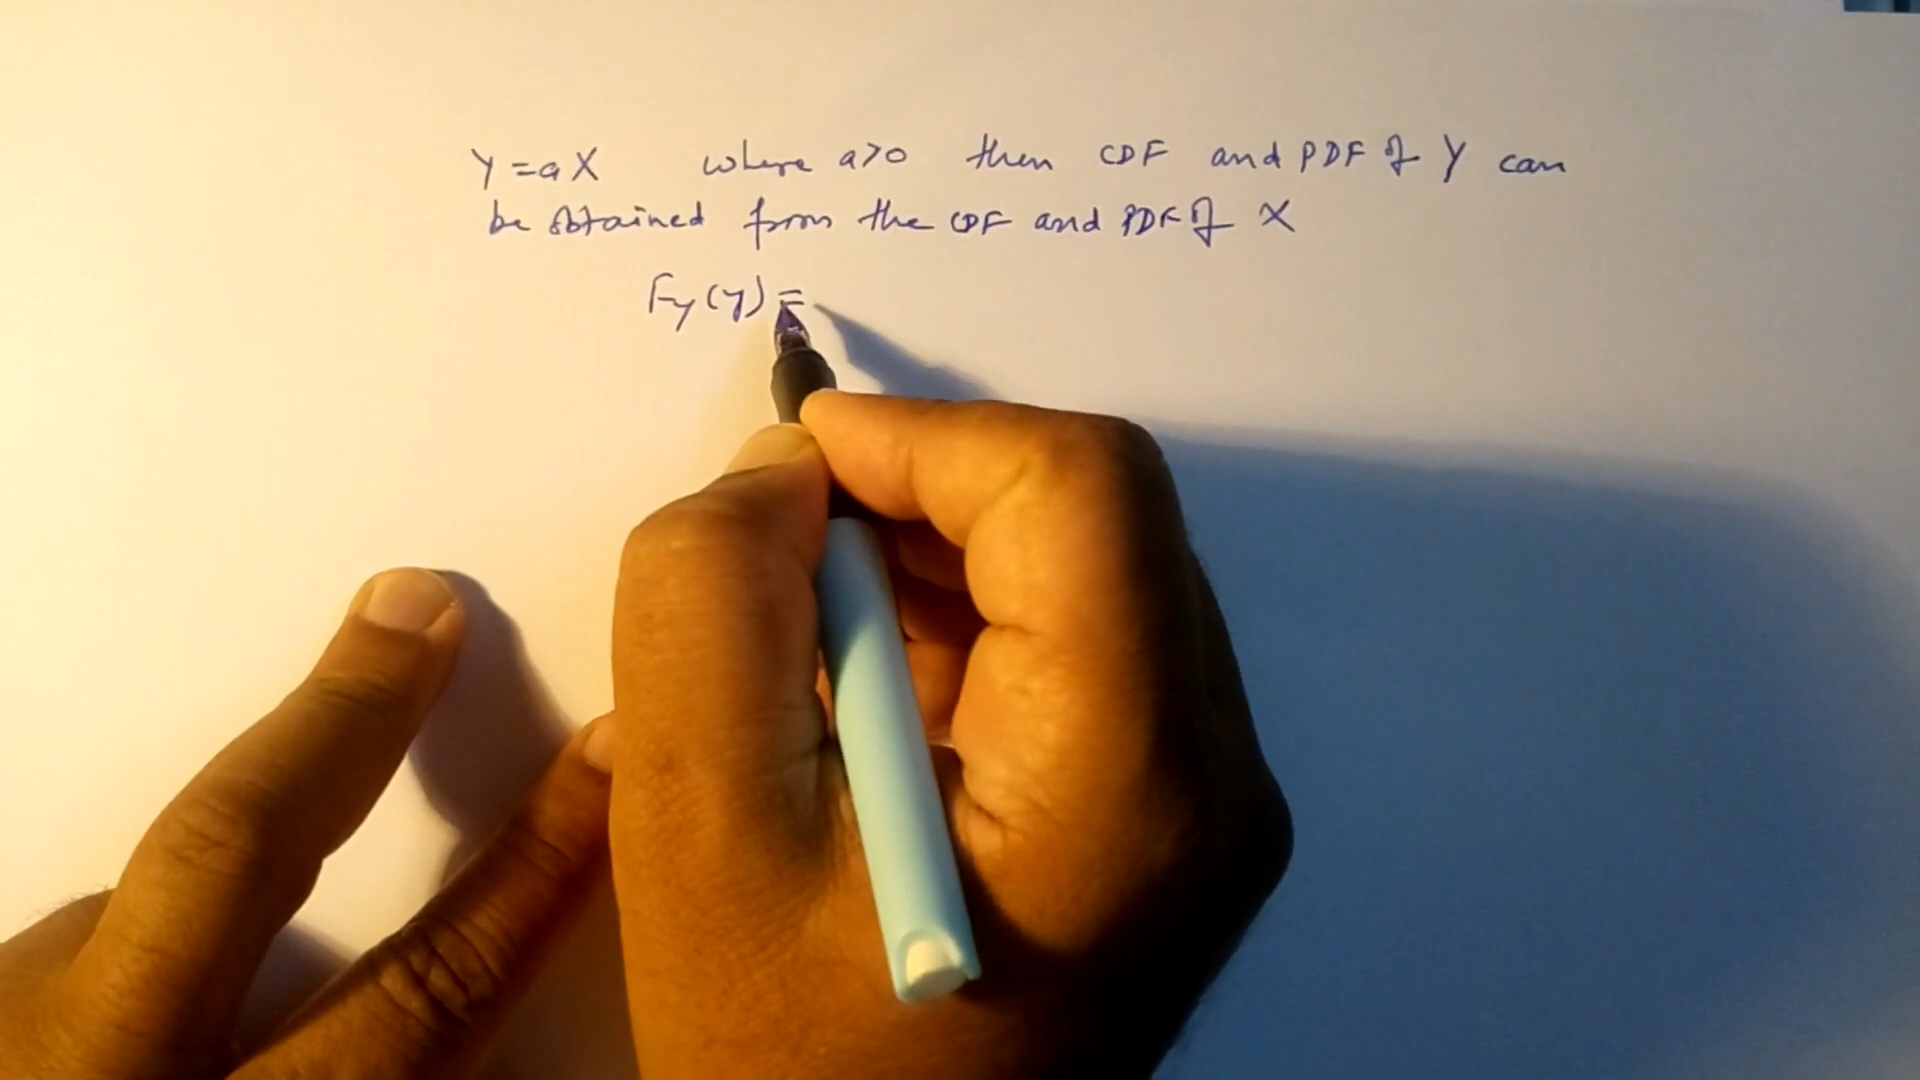 Y = aX where a>0 then CDF and PDF of Y can
be obtained from the CDF and PDF of X
Fy(y) =